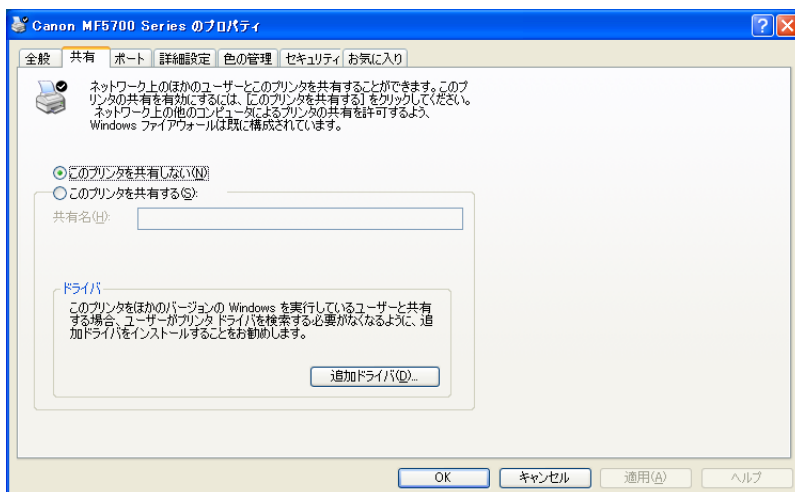 Canon MF5700 Series のプロパティ
全般 共有 ポート 詳細設定 色の管理 セキュリティ お気に入り
ネットワーク上のほかのユーザーとこのプリンタを共有することができます。このプ
リンタの共有を有効にするには、[このプリンタを共有する] をクリックしてください。
ネットワーク上の他のコンピュータによるプリンタの共有を許可するよう、
Windows ファイアウォールは既に構成されています。
このプリンタを共有しない(N)
このプリンタを共有する(S):
共有名(H):
ドライバ
このプリンタをほかのバージョンの Windows を実行しているユーザーと共有
する場合、ユーザーがプリンタ ドライバを検索する必要がなくなるように、追
加ドライバをインストールすることをお勧めします。
追加ドライバ(D)...
OK キャンセル 適用(A) ヘルプ